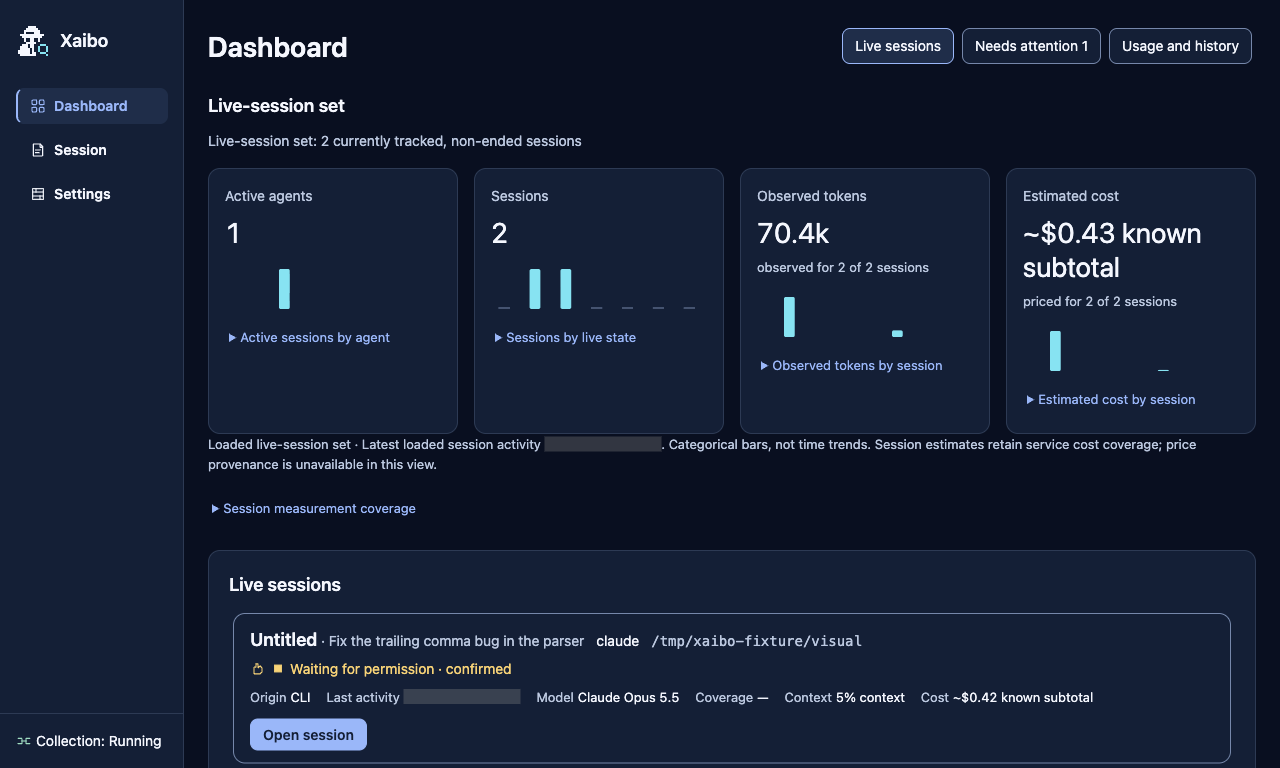 Xaibo
Dashboard
Session
Settings
Collection: Running
Dashboard
Live sessions
Needs attention 1
Usage and history
Live-session set
Live-session set: 2 currently tracked, non-ended sessions
Active agents
1
Active sessions by agent
Sessions
2
Sessions by live state
Observed tokens
70.4k
observed for 2 of 2 sessions
Observed tokens by session
Estimated cost
~$0.43 known
subtotal
priced for 2 of 2 sessions
Estimated cost by session
Loaded live-session set · Latest loaded session activity . Categorical bars, not time trends. Session estimates retain service cost coverage; price
provenance is unavailable in this view.
Session measurement coverage
Live sessions
Untitled · Fix the trailing comma bug in the parser claude /tmp/xaibo-fixture/visual
Waiting for permission · confirmed
Origin CLI Last activity Model Claude Opus 5.5 Coverage — Context 5% context Cost ~$0.42 known subtotal
Open session